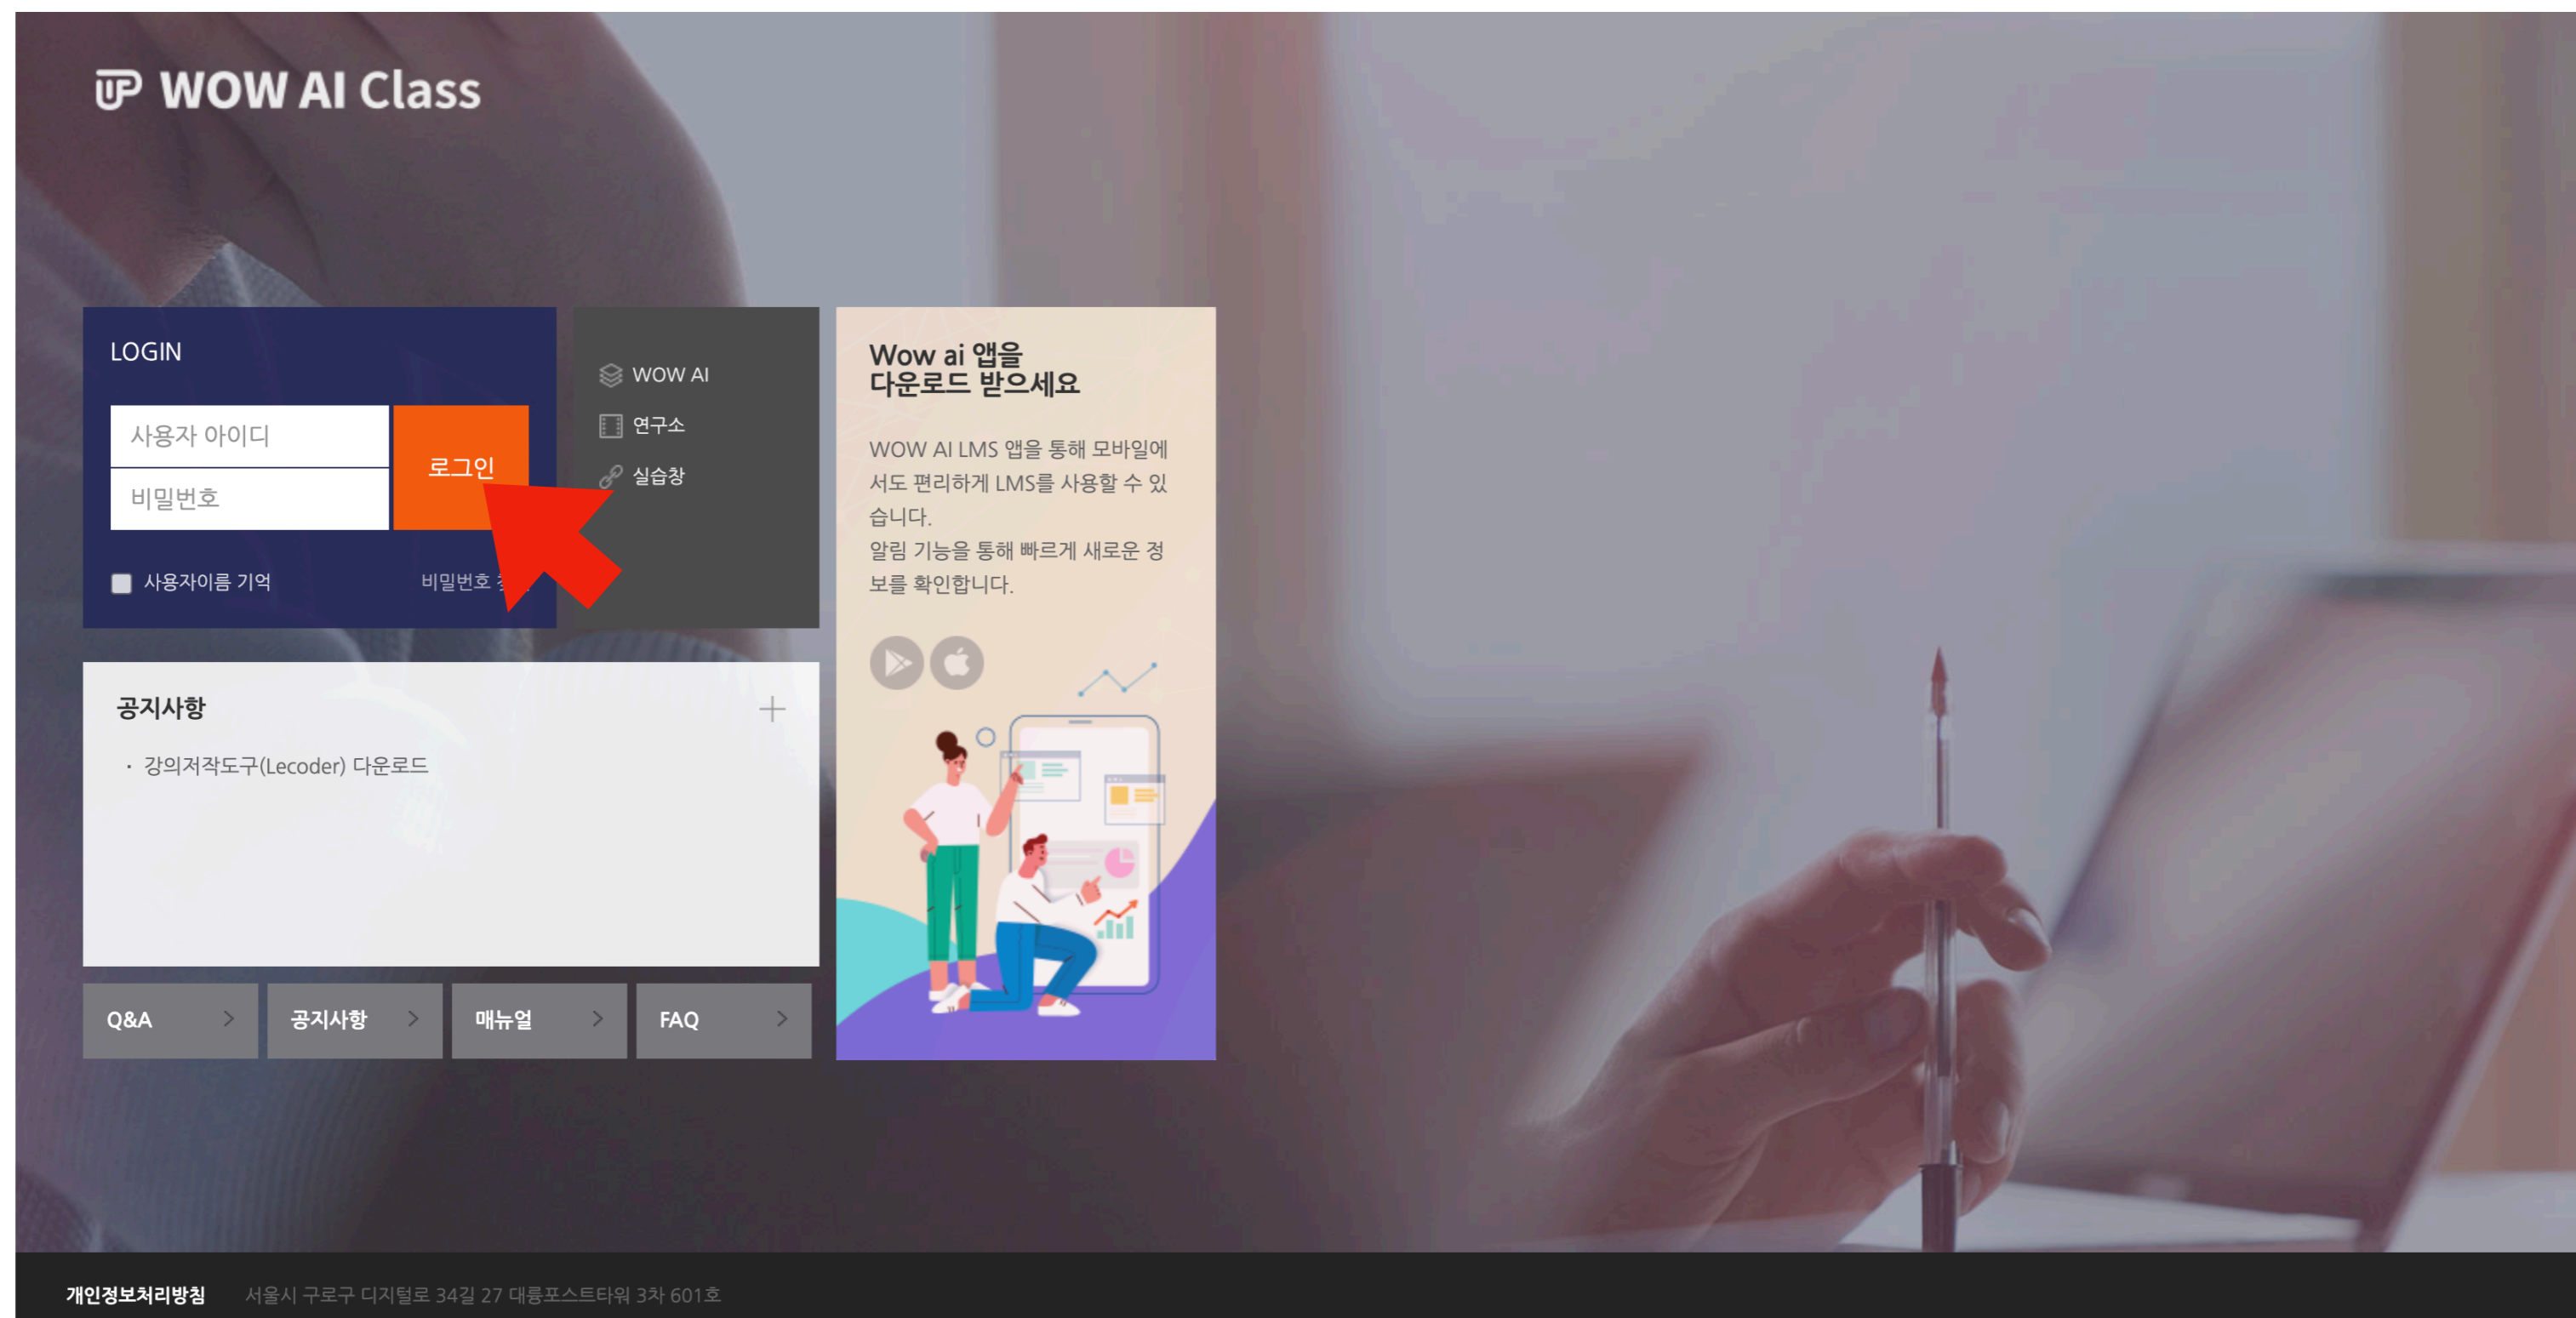 UP WOW AI Class
LOGIN
사용자 아이디
비밀번호
로그인
사용자이름 기억
비밀번호
WOW AI
연구소
실습창
Wow ai 앱을
다운로드 받으세요
WOW AI LMS 앱을 통해 모바일에
서도 편리하게 LMS를 사용할 수 있
습니다.
알림 기능을 통해 빠르게 새로운 정
보를 확인합니다.
공지사항
· 강의저작도구(Lecoder) 다운로드
Q&A
공지사항
매뉴얼
FAQ
개인정보처리방침
서울시 구로구 디지털로 34길 27 대륭포스트타워 3차 601호